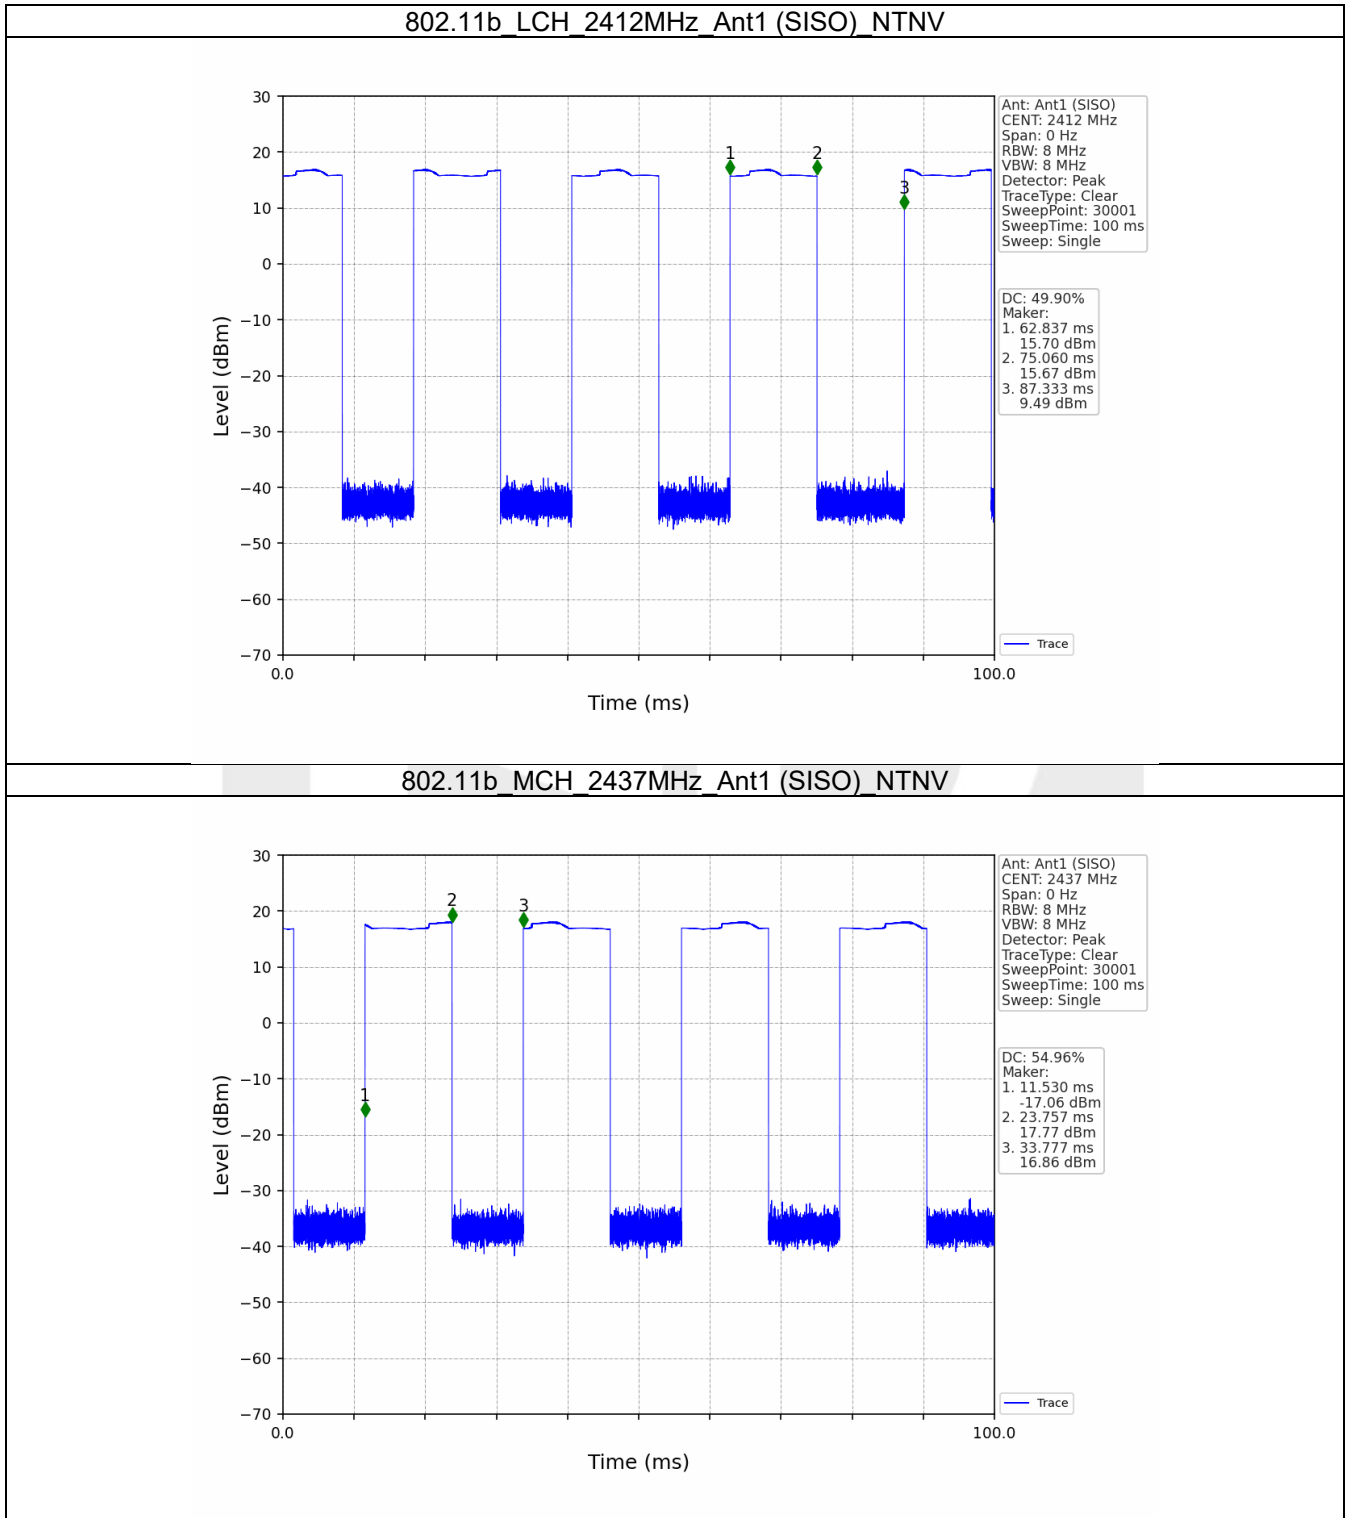 802.11b_LCH_2412MHz_Ant1 (SISO)_NTNV
30
20
10
0
−10
−20
−30
−40
−50
−60
−70
Level (dBm)
0.0
100.0
Time (ms)
1
2
3
Ant: Ant1 (SISO)
CENT: 2412 MHz
Span: 0 Hz
RBW: 8 MHz
VBW: 8 MHz
Detector: Peak
TraceType: Clear
SweepPoint: 30001
SweepTime: 100 ms
Sweep: Single
DC: 49.90%
Maker:
1. 62.837 ms
15.70 dBm
2. 75.060 ms
15.67 dBm
3. 87.333 ms
9.49 dBm
Trace
802.11b_MCH_2437MHz_Ant1 (SISO)_NTNV
30
20
10
0
−10
−20
−30
−40
−50
−60
−70
Level (dBm)
0.0
100.0
Time (ms)
1
2
3
Ant: Ant1 (SISO)
CENT: 2437 MHz
Span: 0 Hz
RBW: 8 MHz
VBW: 8 MHz
Detector: Peak
TraceType: Clear
SweepPoint: 30001
SweepTime: 100 ms
Sweep: Single
DC: 54.96%
Maker:
1. 11.530 ms
-17.06 dBm
2. 23.757 ms
17.77 dBm
3. 33.777 ms
16.86 dBm
Trace